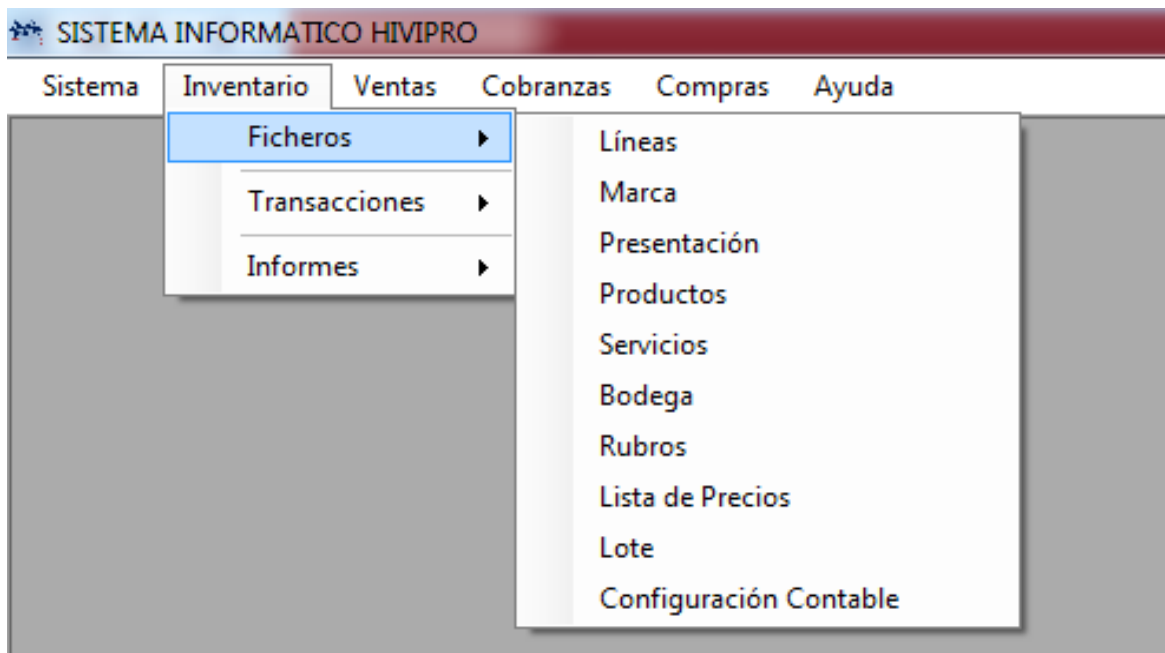 SISTEMA INFORMATICO HIVIPRO
Sistema Inventario Ventas Cobranzas Compras Ayuda
Ficheros
Transacciones
Informes
Líneas
Marca
Presentación
Productos
Servicios
Bodega
Rubros
Lista de Precios
Lote
Configuración Contable